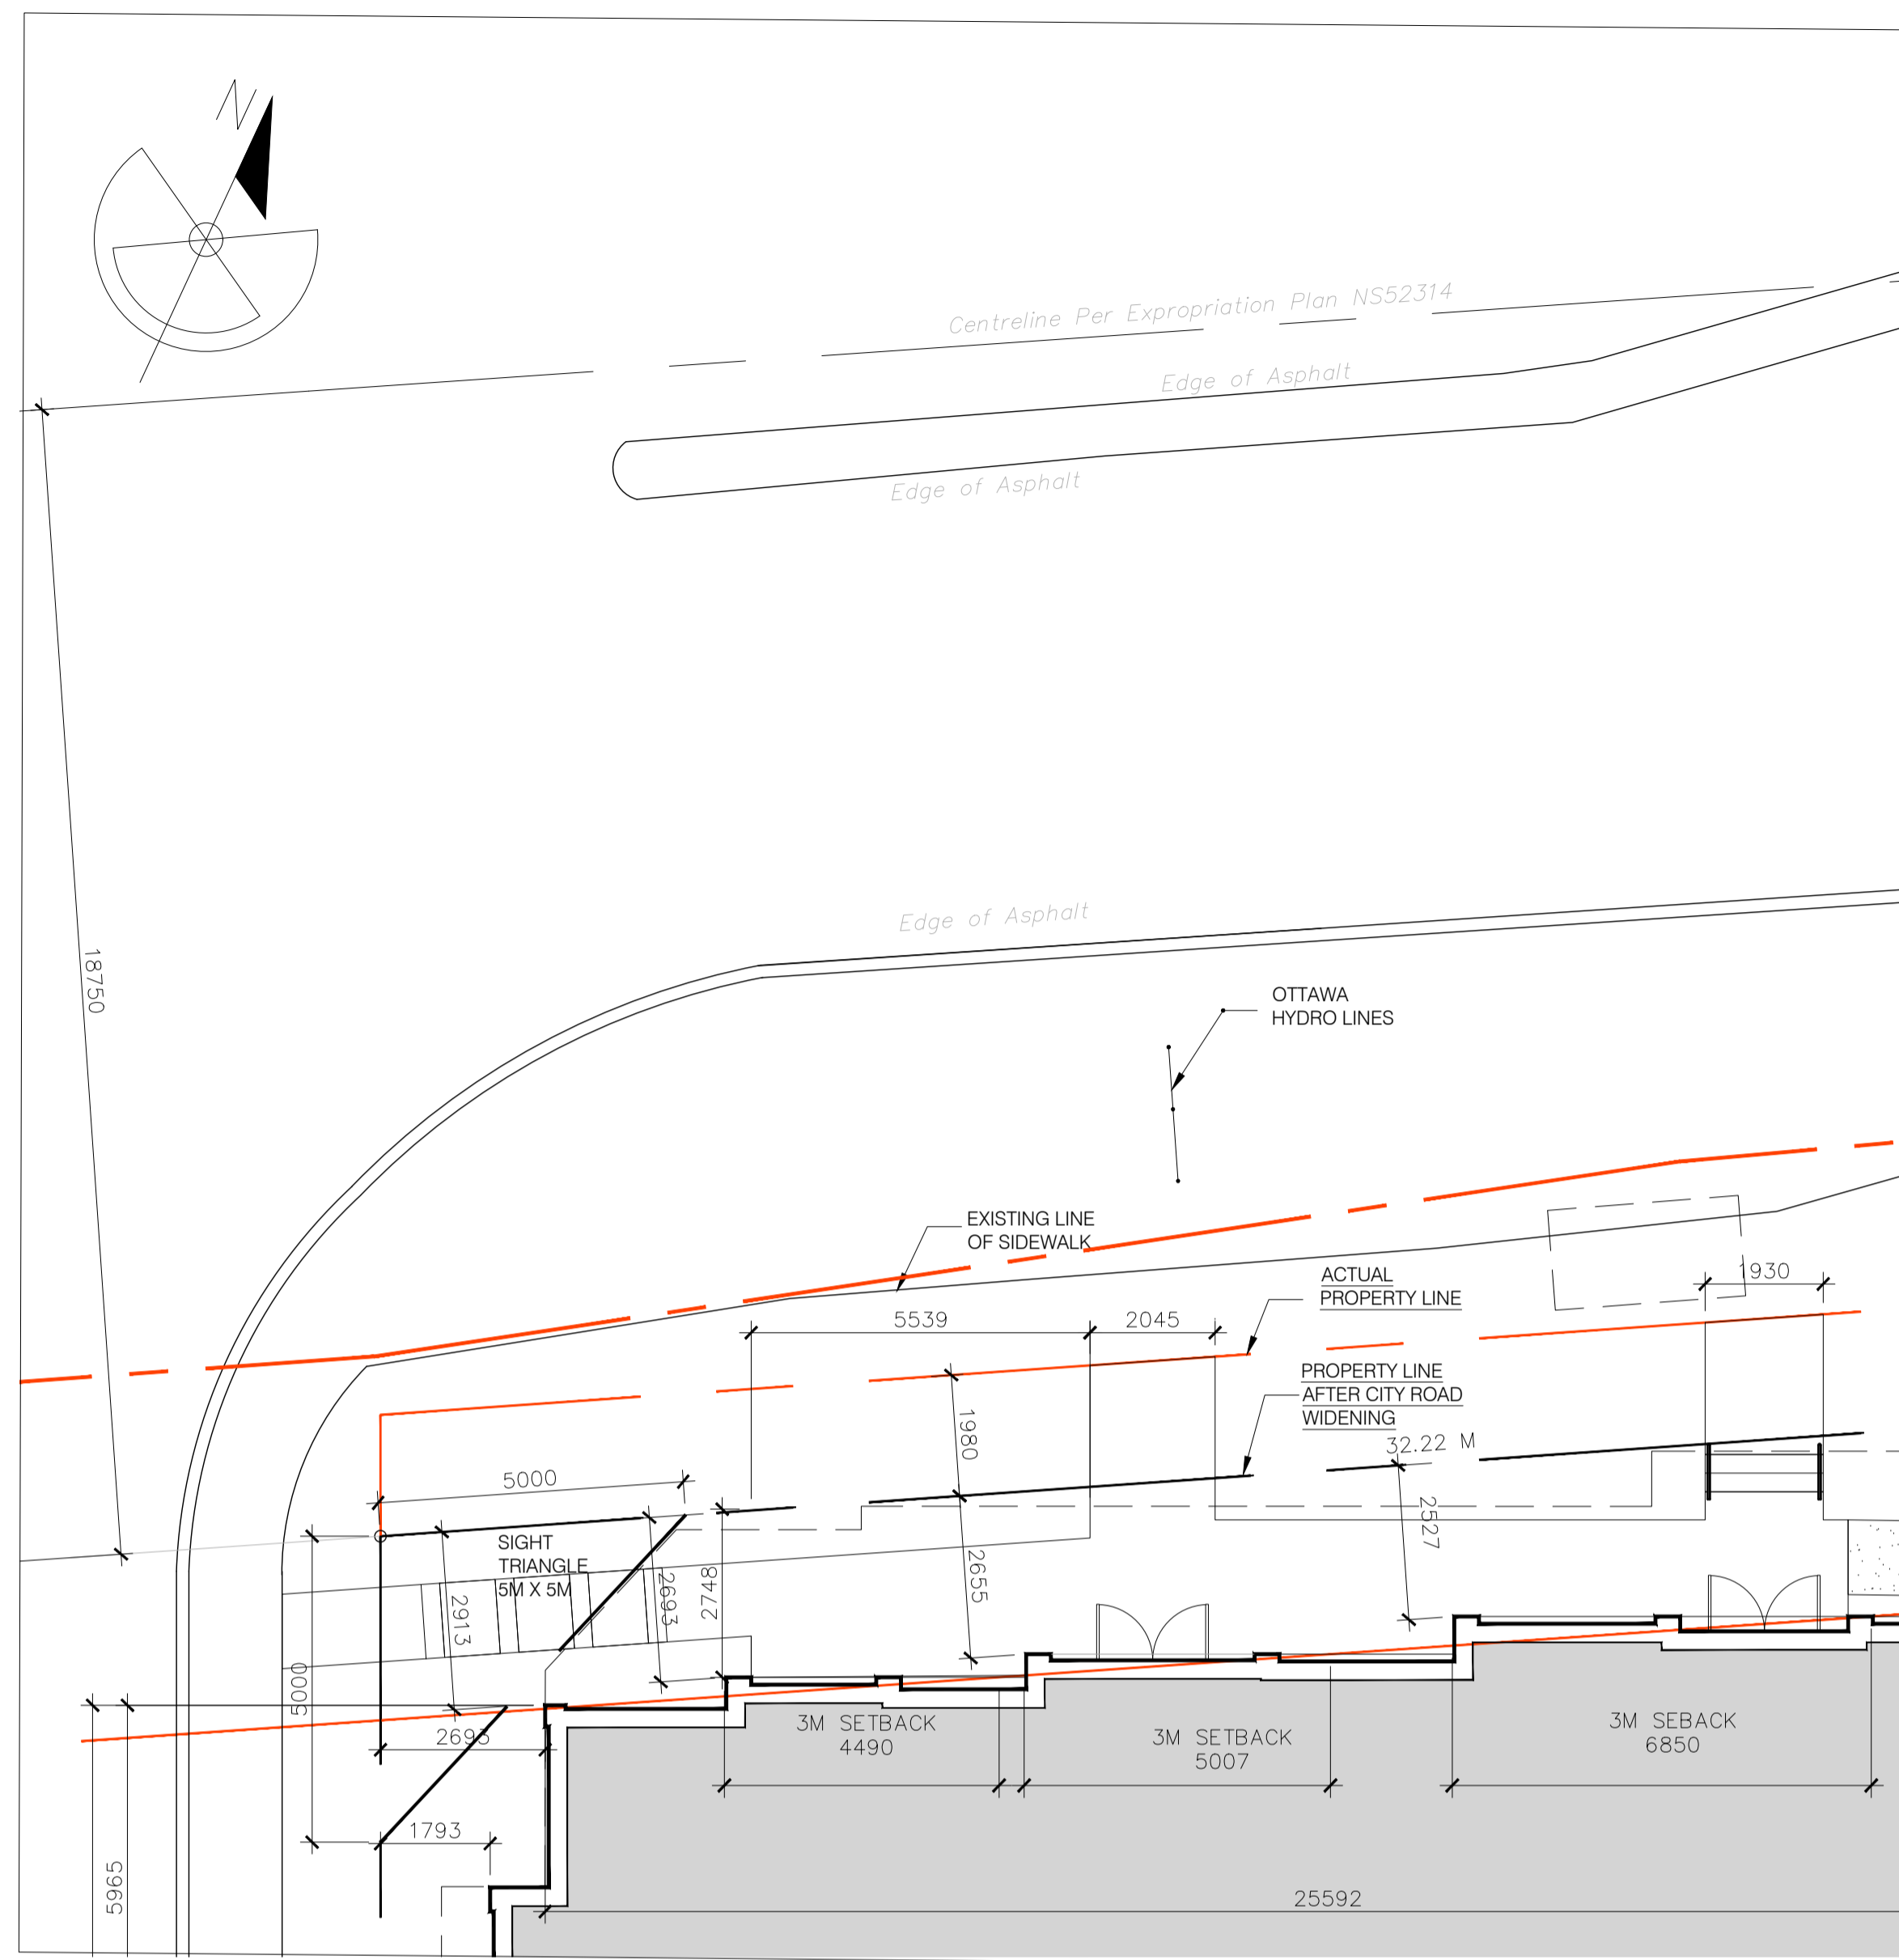 N
Centreline Per Expropriation Plan NS52314
Edge of Asphalt
Edge of Asphalt
Edge of Asphalt
18750
OTTAWA
HYDRO LINES
EXISTING LINE
OF SIDEWALK
ACTUAL
PROPERTY LINE
1930
5539
2045
PROPERTY LINE
AFTER CITY ROAD
WIDENING
1980
32.22 M
5000
SIGHT
TRIANGLE
5M X 5M
2913
2693
2748
2655
2527
5000
2693
3M SETBACK
4490
3M SETBACK
5007
3M SEBACK
6850
1793
5965
25592